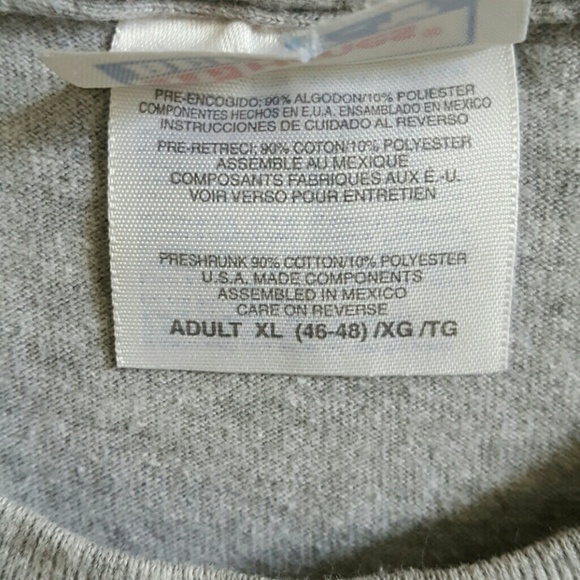 PRE-ENCOGIDO; 90% ALGODON/10% POLIESTER
COMPONENTES HECHOS EN E.U.A. ENSAMBLADO EN MEXICO
INSTRUCCIONES DE CUIDADO AL REVERSO
PRE-RETRECI; 90% COTON/10% POLYESTER
ASSEMBLE AU MEXIQUE
COMPOSANTS FABRIQUES AUX É.-U.
VOIR VERSO POUR ENTRETIEN
PRESHRUNK 90% COTTON/10% POLYESTER
U.S.A. MADE COMPONENTS
ASSEMBLED IN MEXICO
CARE ON REVERSE
ADULT XL (46-48) /XG /TG